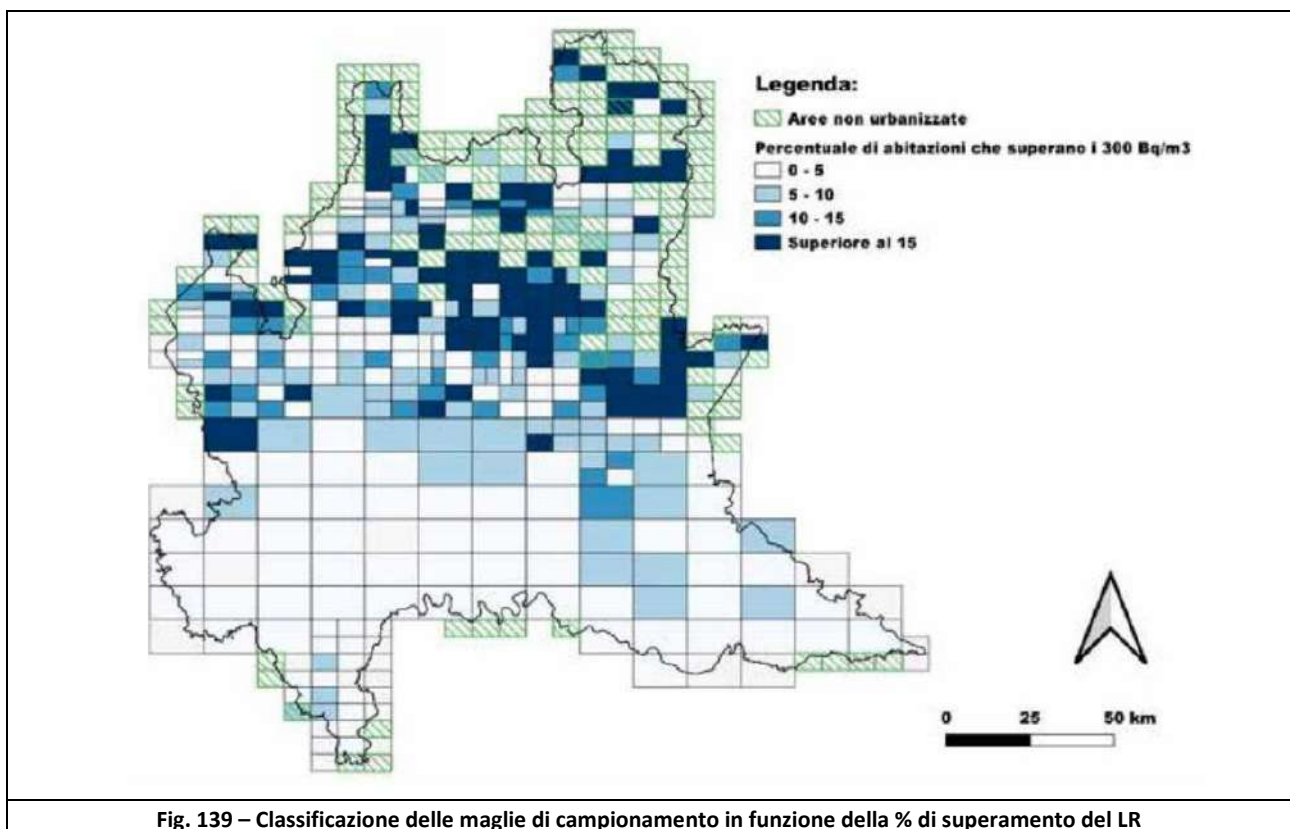 Legenda:
Aree non urbanizzate
Percentuale di abitazioni che superano i 300 Bq/m3
0 - 5
5 - 10
10 - 15
Superiore al 15
0 25 50 km
Fig. 139 – Classificazione delle maglie di campionamento in funzione della % di superamento del LR